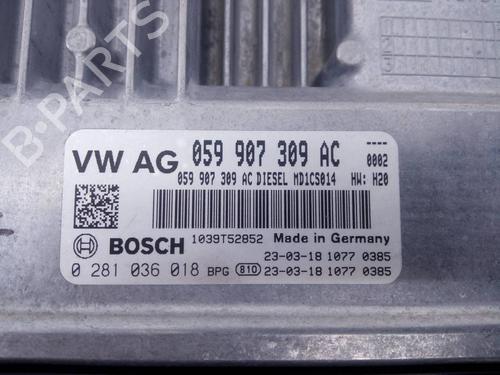 B-PARTS
VW AG 059 907 309 AC ----
0002
059 907 309 AC DIESEL MD1CS014 HW: H20
BOSCH 1039T52852 Made in Germany
23-03-18 1077 0385
0 281 036 018 BPG 810 23-03-18 1077 0385